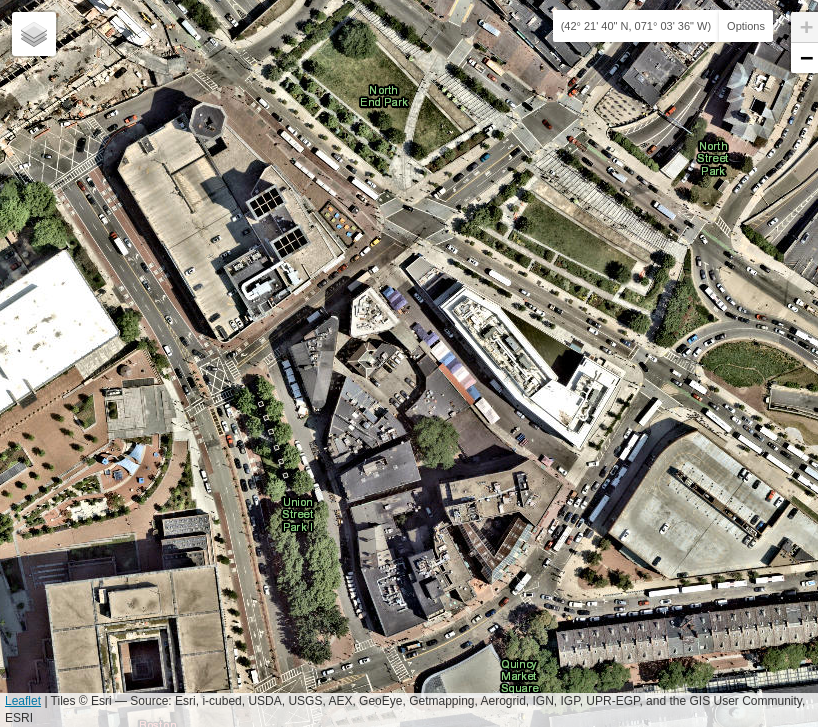 (42° 21' 40" N, 071° 03' 36" W) Options
+
−
North
End Park
North
Street
Park
Union
Street
Park I
Quincy
Market
Square
Leaflet | Tiles © Esri — Source: Esri, i-cubed, USDA, USGS, AEX, GeoEye, Getmapping, Aerogrid, IGN, IGP, UPR-EGP, and the GIS User Community,
ESRI
Boston